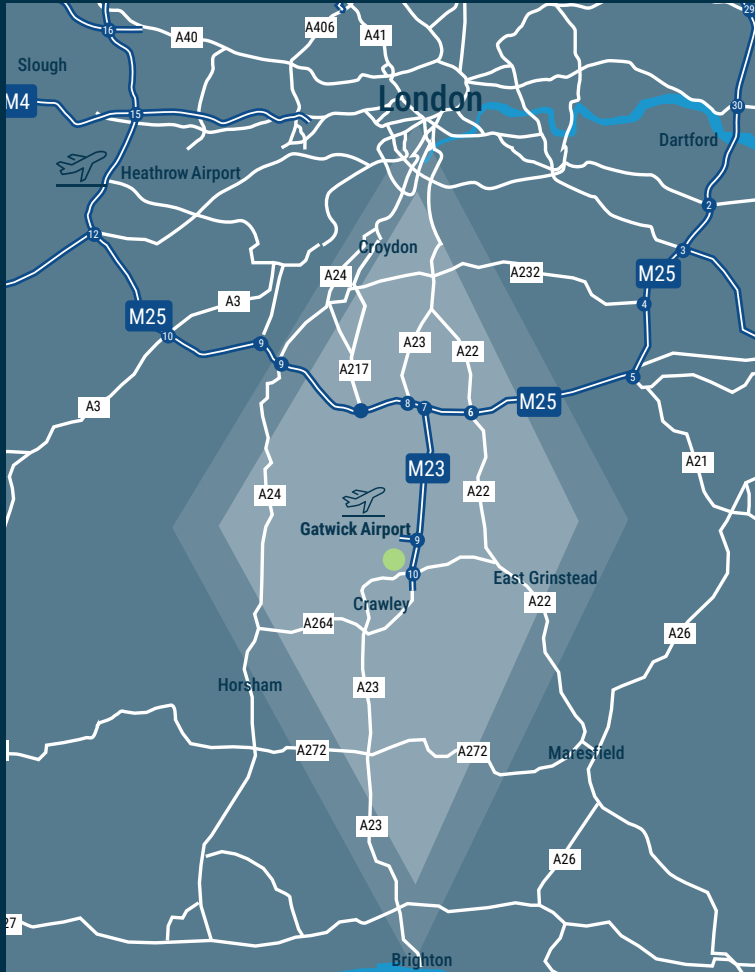 29
16
A40
A406
A41
Slough
London
M4
15
30
Dartford
Heathrow Airport
2
12
Croydon
3
A24
A232
M25
A3
4
M25
10
9
A23
A22
9
A217
5
M25
A3
8
7
6
M23
A21
A24
A22
Gatwick Airport
9
10
East Grinstead
Crawley
A22
A264
A26
Horsham
A23
A272
A272
Maresfield
A23
A26
27
Brighton